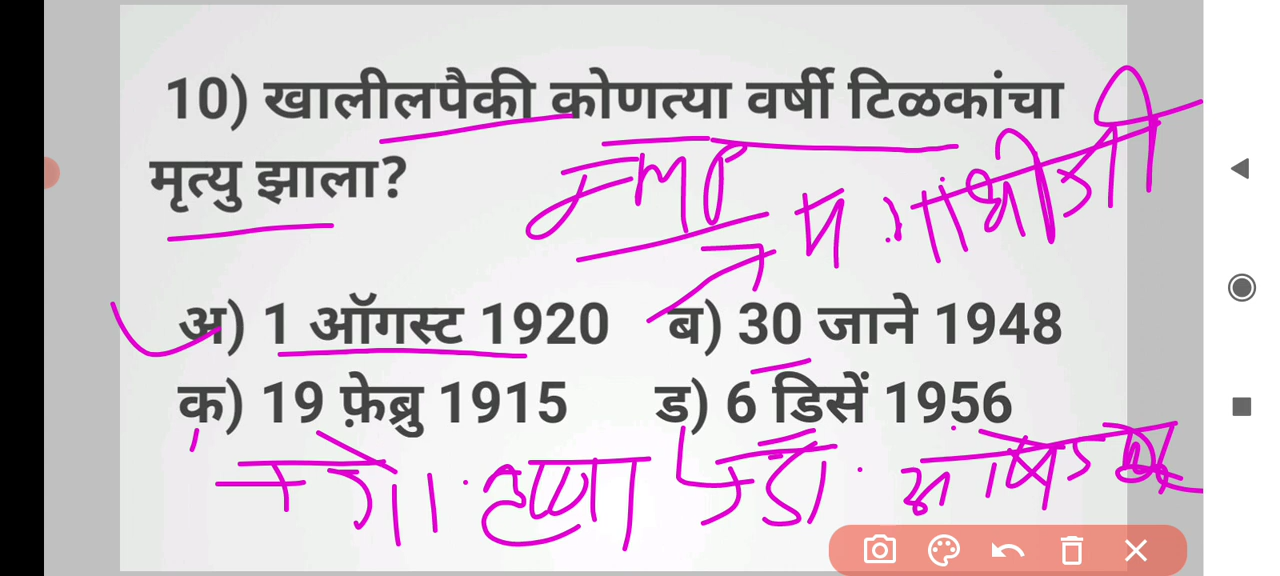 10) खालीलपैकी कोणत्या वर्षी टिळकांचा
मृत्यु झाला?
म. गांधीजी
अ) 1 ऑगस्ट 1920 ब) 30 जाने 1948
क) 19 फ़ेब्रु 1915 ड) 6 डिसें 1956